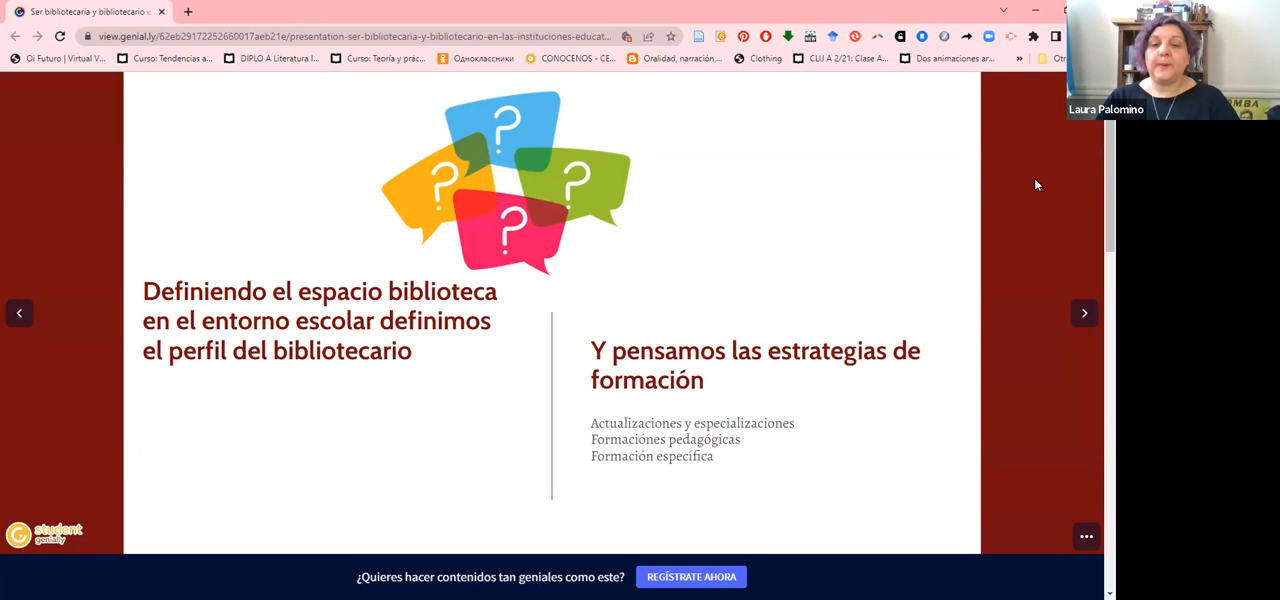 Ser bibliotecaria y bibliotecario e
view.genial.ly/62eb29172252660017aeb21e/presentation-ser-bibliotecaria-y-bibliotecario-en-las-instituciones-educat...
Oi Futuro | Virtual V...
Curso: Tendencias a...
DIPLO A Literatura I...
Curso: Teoría y prác...
Одноклассники
CONOCENOS - CE...
Oralidad, narración,...
Clothing
CLIJ A 2/21: Clase A...
Dos animaciones ar...
»
Otr
Laura Palomino
OMBA
?
?
?
?
Definiendo el espacio biblioteca
en el entorno escolar definimos
el perfil del bibliotecario
Y pensamos las estrategias de
formación
Actualizaciones y especializaciones
Formaciónes pedagógicas
Formación específica
student
genially
¿Quieres hacer contenidos tan geniales como este?
REGÍSTRATE AHORA